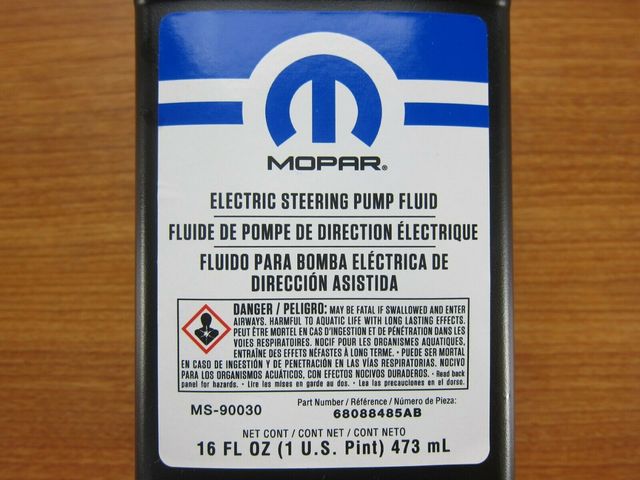 MOPAR®
ELECTRIC STEERING PUMP FLUID
FLUIDE DE POMPE DE DIRECTION ÉLECTRIQUE
FLUIDO PARA BOMBA ELÉCTRICA DE
DIRECCIÓN ASISTIDA
DANGER / PELIGRO: MAY BE FATAL IF SWALLOWED AND ENTER
AIRWAYS. HARMFUL TO AQUATIC LIFE WITH LONG LASTING EFFECTS.
PEUT ÊTRE MORTEL EN CAS D'INGESTION ET DE PÉNÉTRATION DANS LES
VOIES RESPIRATOIRES. NOCIF POUR LES ORGANISMES AQUATIQUES,
ENTRAÎNE DES EFFETS NÉFASTES À LONG TERME. • PUEDE SER MORTAL
EN CASO DE INGESTIÓN Y DE PENETRACIÓN EN LAS VÍAS RESPIRATORIAS. NOCIVO
PARA LOS ORGANISMOS ACUÁTICOS, CON EFECTOS NOCIVOS DURADEROS. • Read back
panel for hazards. • Lire les mises en garde au dos. • Lea las precauciones en el dorso.
MS-90030
Part Number / Référence / Número de Pieza:
68088485AB
NET CONT / CONT NET / CONT NETO
16 FL OZ (1 U.S. Pint) 473 mL